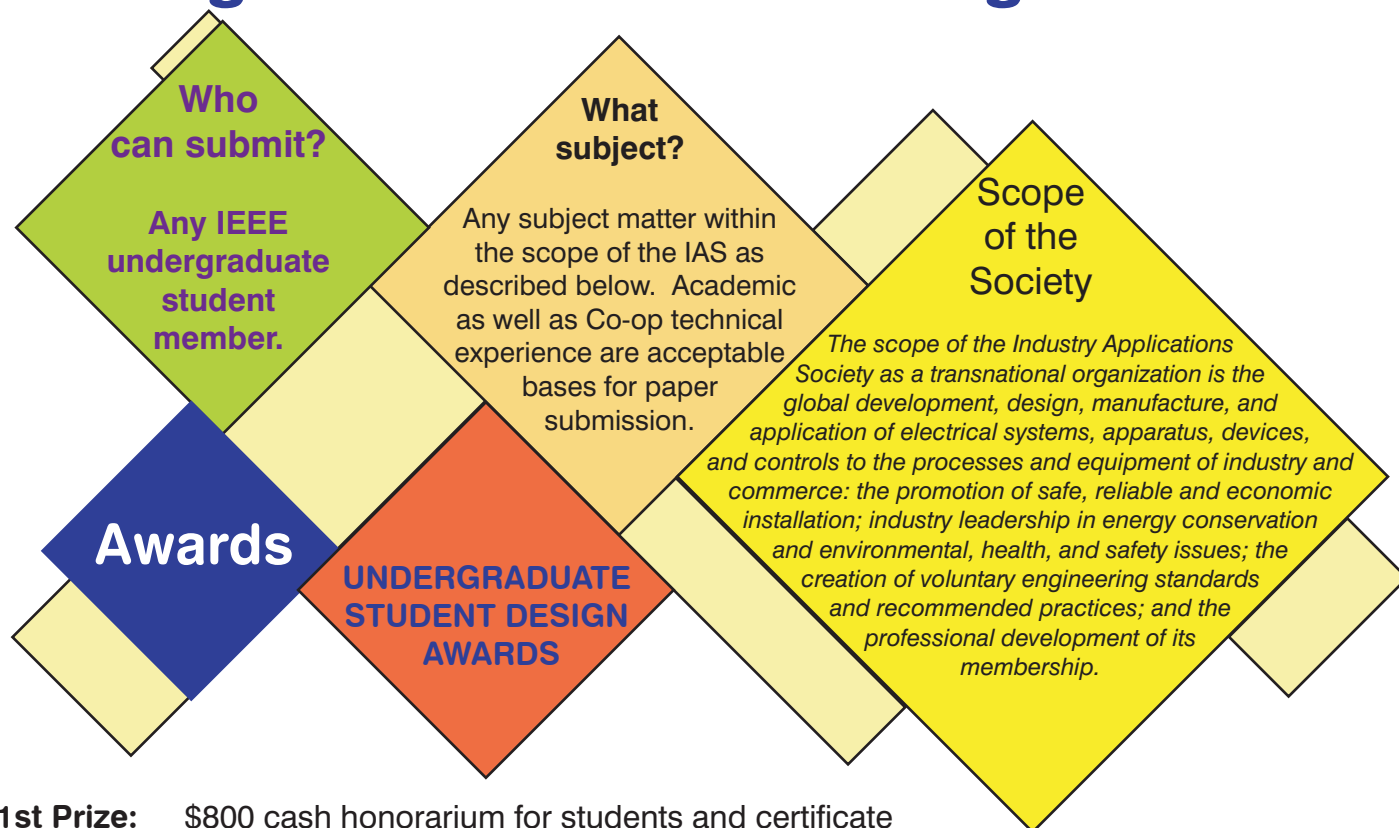 Who
can submit?
Any IEEE
undergraduate
student
member.
What
subject?
Any subject matter within
the scope of the IAS as
described below.  Academic
as well as Co-op technical
experience are acceptable
bases for paper
submission.
Scope
of the
Society
The scope of the Industry Applications
Society as a transnational organization is the
global development, design, manufacture, and
application of electrical systems, apparatus, devices,
and controls to the processes and equipment of industry and
commerce: the promotion of safe, reliable and economic
installation; industry leadership in energy conservation
and environmental, health, and safety issues; the
creation of voluntary engineering standards
and recommended practices; and the
professional development of its
membership.
Awards
UNDERGRADUATE
STUDENT DESIGN
AWARDS
1st Prize: $800 cash honorarium for students and certificate